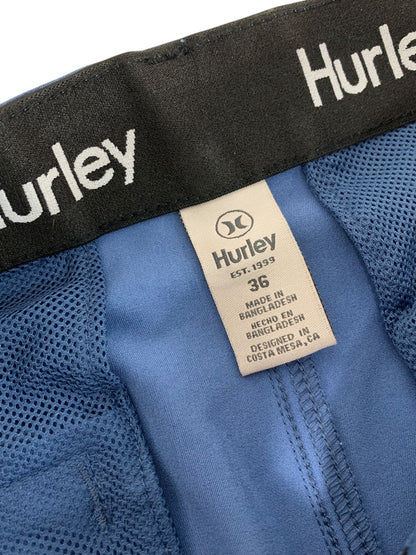 Hurley
Hurley
Hurley
EST. 1999
36
MADE IN
BANGLADESH
HECHO EN
BANGLADESH
DESIGNED IN
COSTA MESA, CA